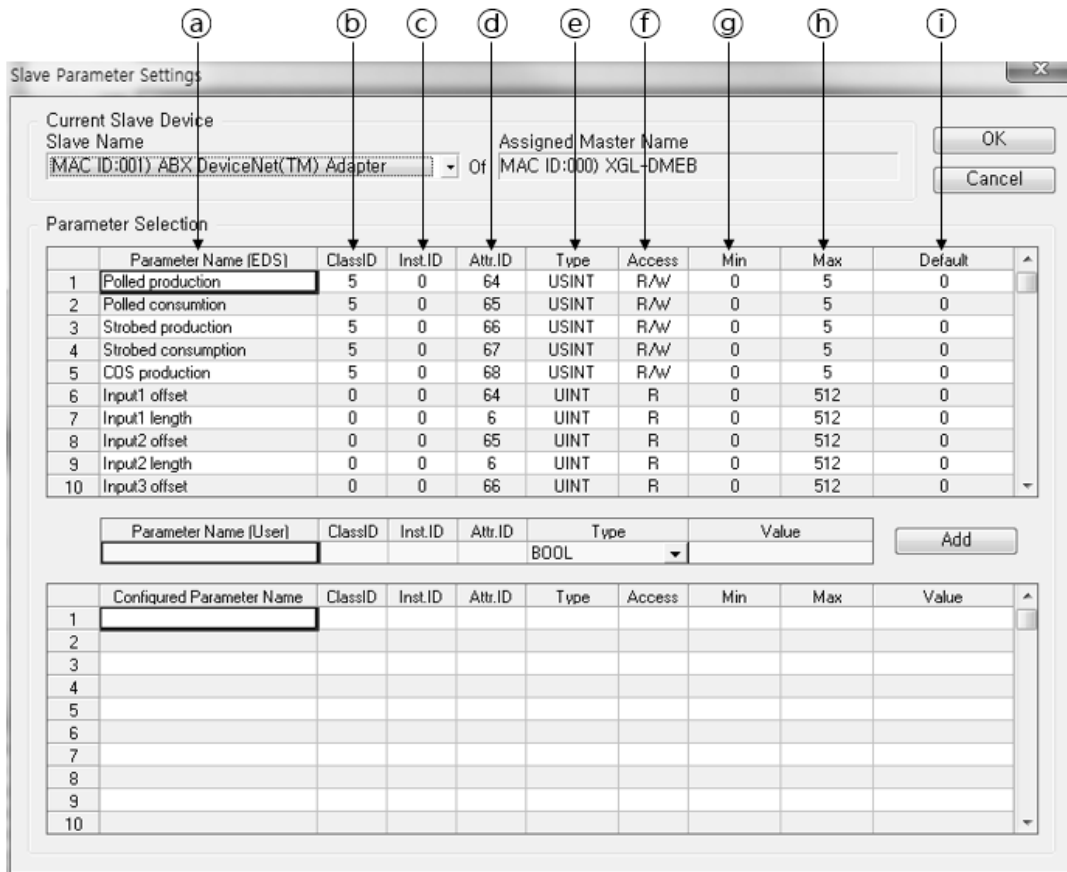 ⓐ ⓑ ⓒ ⓓ ⓔ ⓕ ⓖ ⓗ ⓘ
Slave Parameter Settings
Current Slave Device
Slave Name Assigned Master Name OK
MAC ID:001) ABX DeviceNet(TM) Adapter Of MAC ID:000) XGL-DMEB
Cancel
Parameter Selection
Parameter Name (EDS) ClassID Inst.ID Attr.ID Type Access Min Max Default
1 Polled production 5 0 64 USINT R/W 0 5 0
2 Polled consumtion 5 0 65 USINT R/W 0 5 0
3 Strobed production 5 0 66 USINT R/W 0 5 0
4 Strobed consumption 5 0 67 USINT R/W 0 5 0
5 COS production 5 0 68 USINT R/W 0 5 0
6 Input1 offset 0 0 64 UINT R 0 512 0
7 Input1 length 0 0 6 UINT R 0 512 0
8 Input2 offset 0 0 65 UINT R 0 512 0
9 Input2 length 0 0 6 UINT R 0 512 0
10 Input3 offset 0 0 66 UINT R 0 512 0
Parameter Name (User) ClassID Inst.ID Attr.ID Type Value Add
BOOL
Configured Parameter Name ClassID Inst.ID Attr.ID Type Access Min Max Value
1
2
3
4
5
6
7
8
9
10